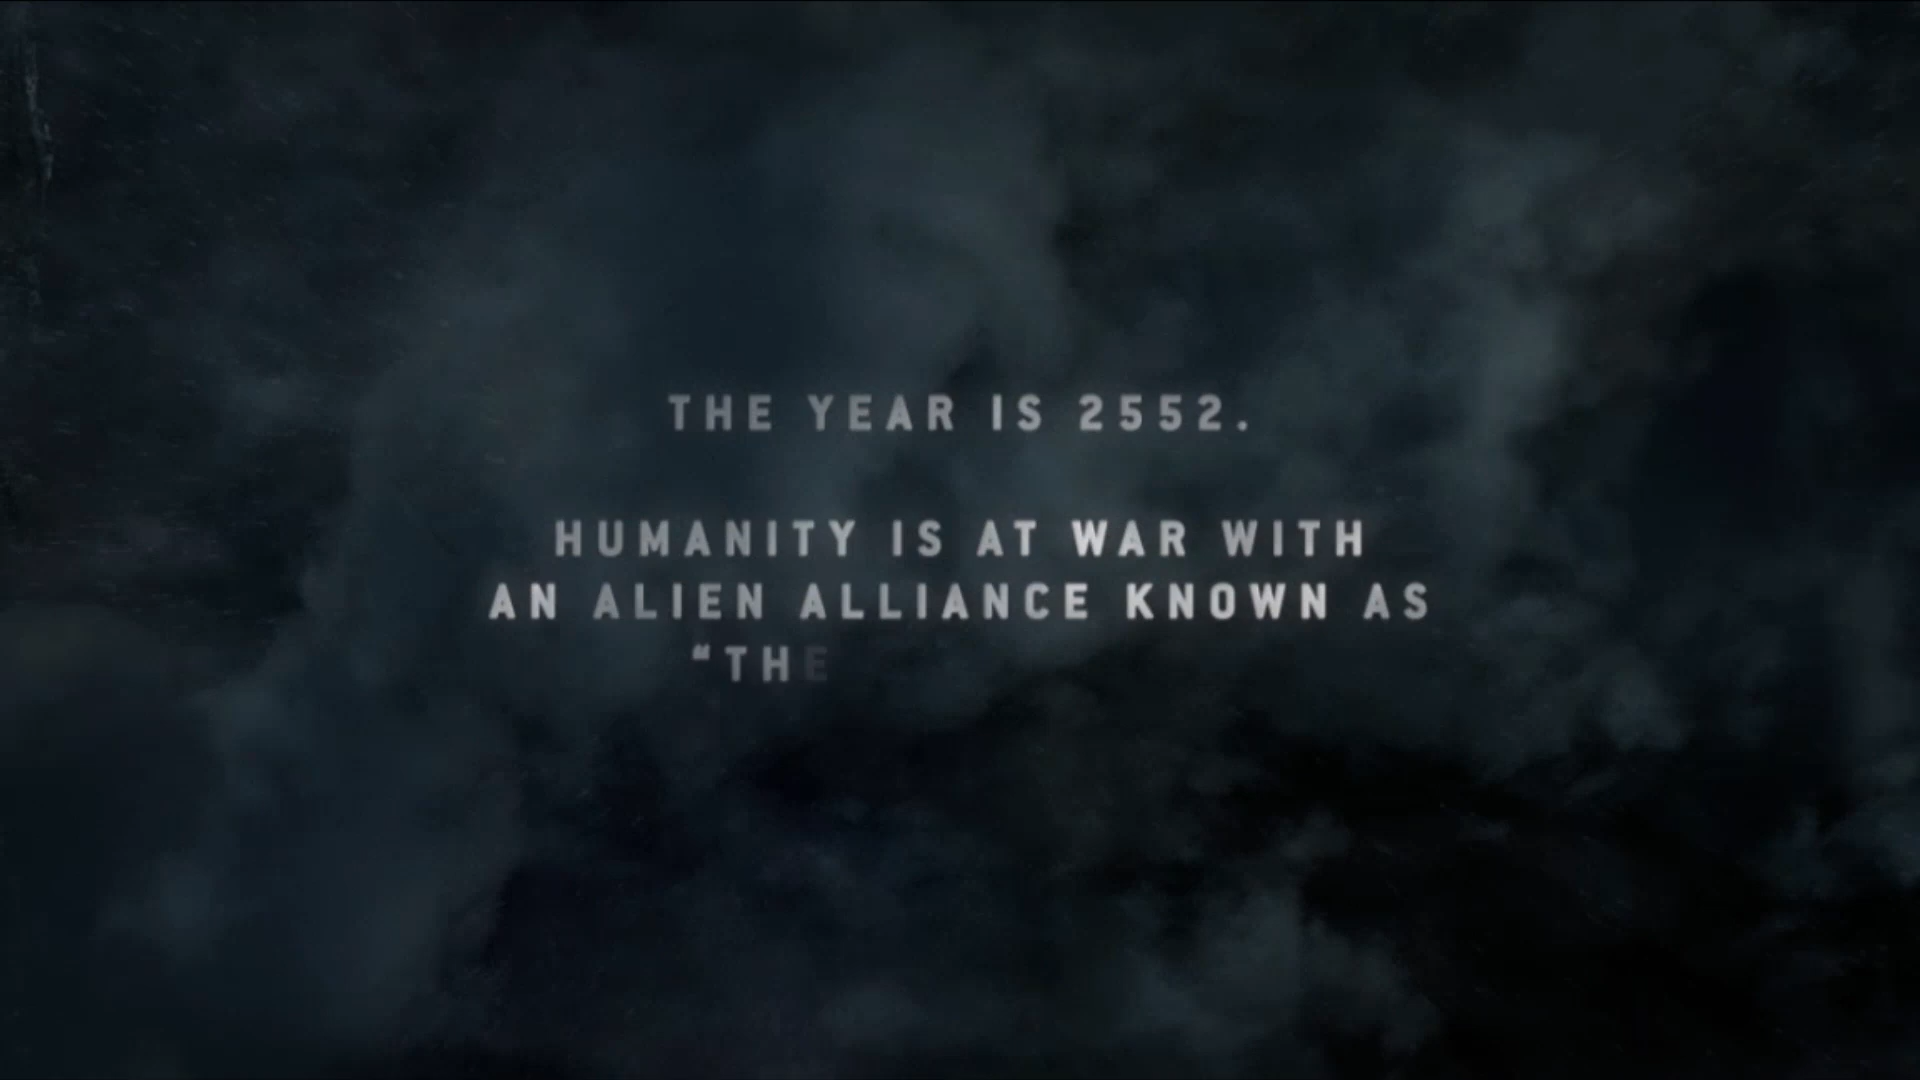 THE YEAR IS 2552.
HUMANITY IS AT WAR WITH
AN ALIEN ALLIANCE KNOWN AS
“THE